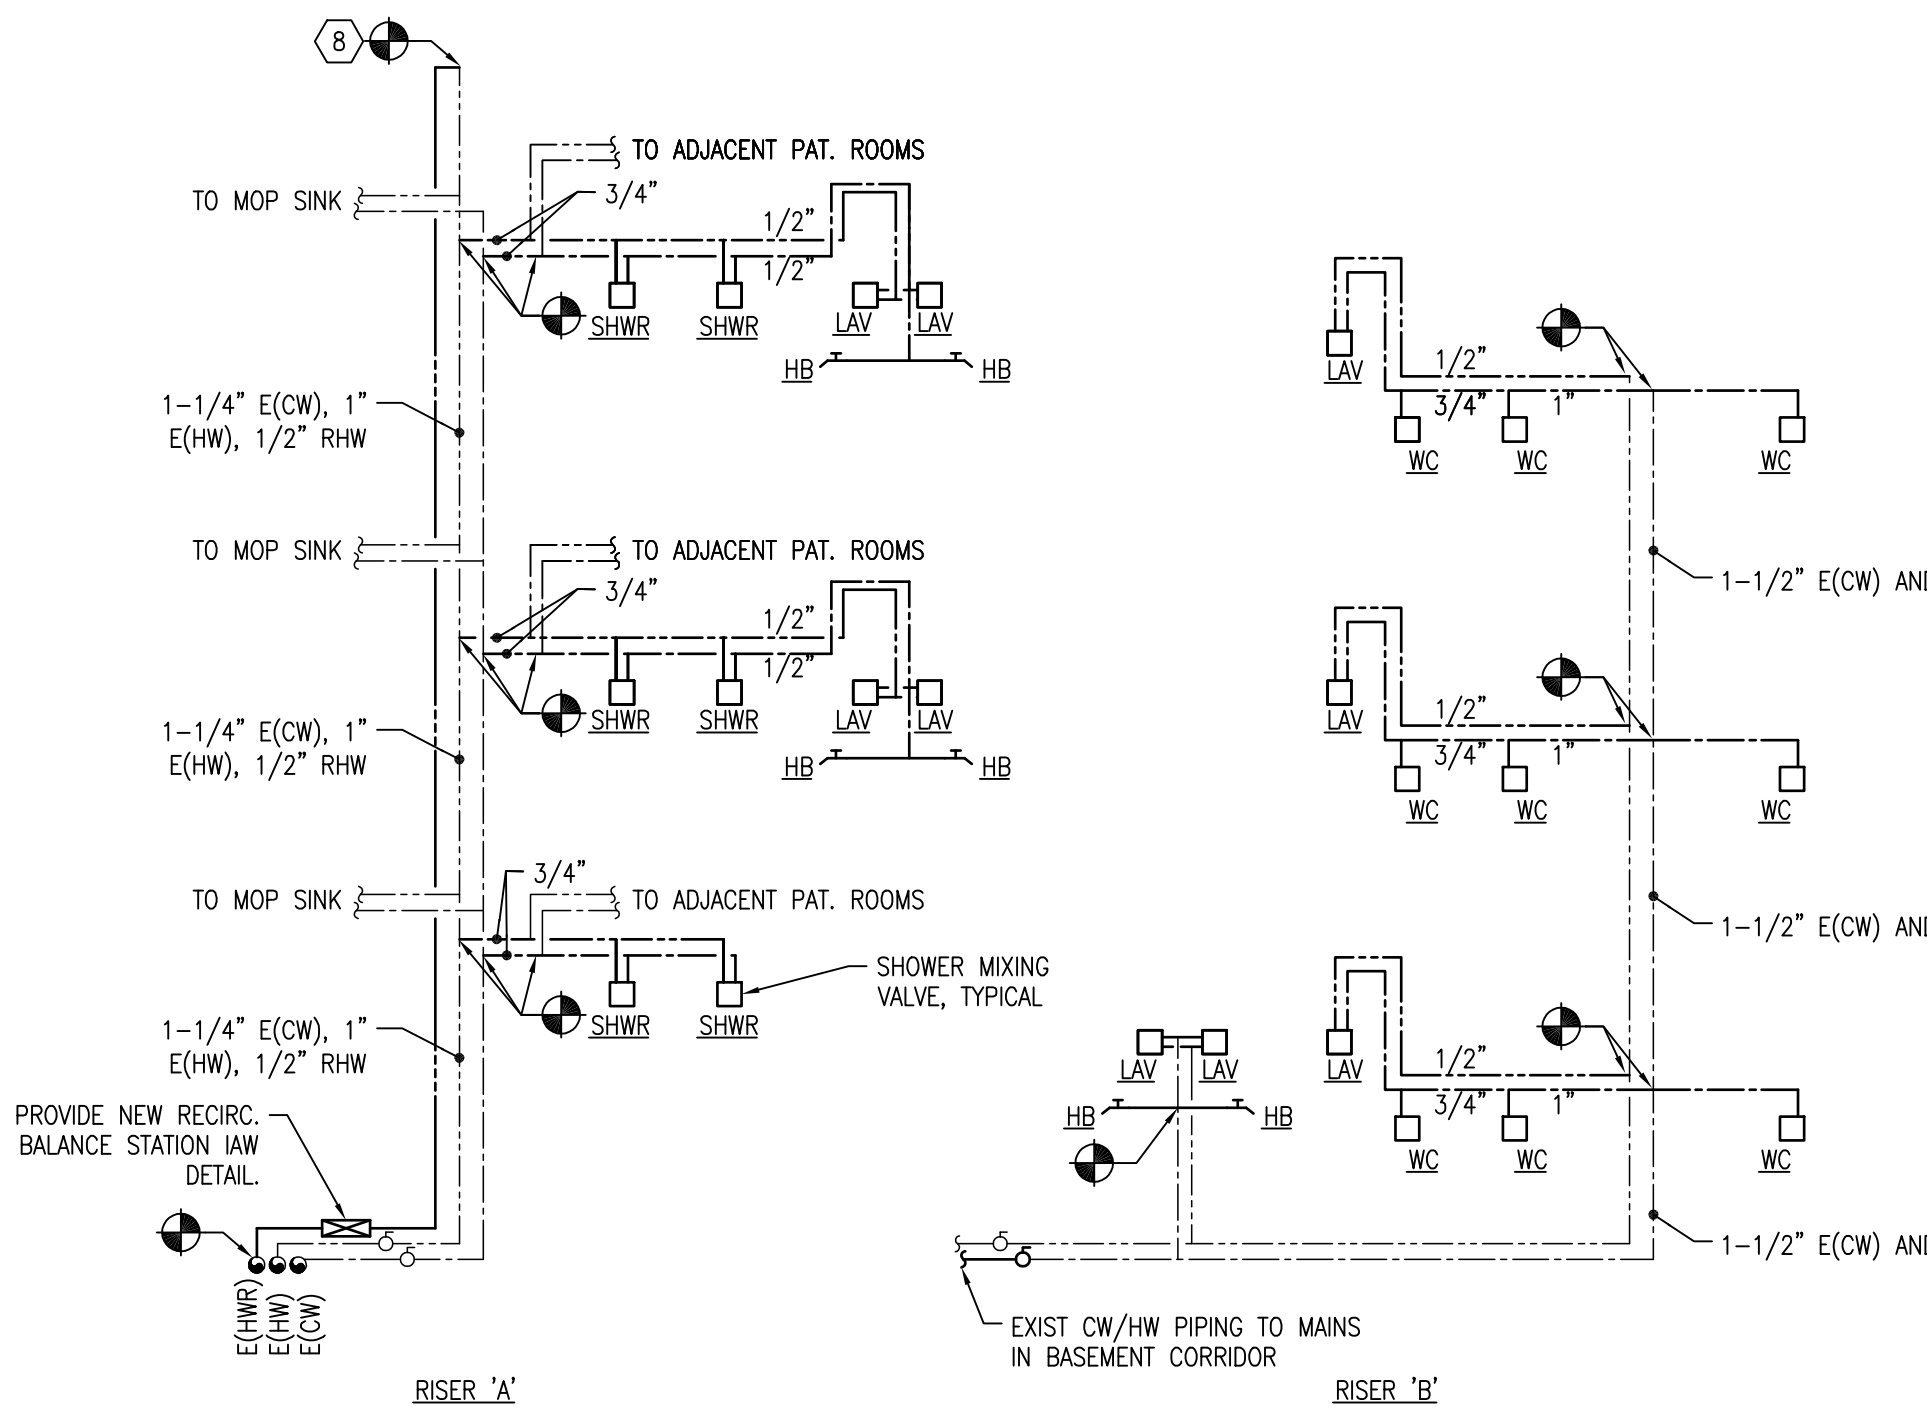 8
TO ADJACENT PAT. ROOMS
TO MOP SINK
3/4"
1/2"
1/2"
SHWR
SHWR
LAV
LAV
HB
HB
1-1/4" E(CW), 1"
E(HW), 1/2" RHW
TO MOP SINK
TO ADJACENT PAT. ROOMS
3/4"
1/2"
1/2"
SHWR
SHWR
LAV
LAV
HB
HB
1-1/4" E(CW), 1"
E(HW), 1/2" RHW
TO MOP SINK
3/4"
TO ADJACENT PAT. ROOMS
SHWR
SHWR
SHOWER MIXING
VALVE, TYPICAL
1-1/4" E(CW), 1"
E(HW), 1/2" RHW
PROVIDE NEW RECIRC.
BALANCE STATION IAW
DETAIL.
E(HWR)
E(HW)
E(CW)
RISER 'A'
LAV
1/2"
3/4"
1"
WC
WC
WC
1-1/2" E(CW) AND
LAV
1/2"
3/4"
1"
WC
WC
WC
1-1/2" E(CW) AND
LAV
1/2"
3/4"
1"
WC
WC
WC
LAV
LAV
HB
HB
1-1/2" E(CW) AND
EXIST CW/HW PIPING TO MAINS
IN BASEMENT CORRIDOR
RISER 'B'